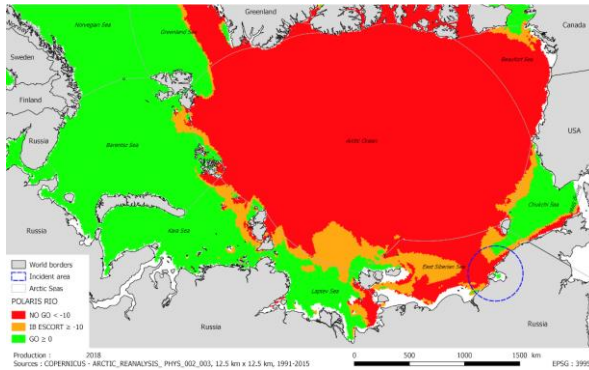 Greenland
Canada
Norwegian Sea
Greenland Sea
Beaufort Sea
Sweden
Finland
Russia
Barentsz Sea
Arctic Ocean
USA
Chukchi Sea
Kara Sea
East Siberian Sea
Laptev Sea
Russia
Russia
Russia
World borders
Incident area
Arctic Seas
POLARIS RIO
NO GO < -10
IB ESCORT ≥ -10
GO ≥ 0
Production : 2018
Sources : COPERNICUS - ARCTIC_REANALYSIS_ PHYS_002_003, 12.5 km x 12.5 km, 1991-2015
0 500 1000 1500 km
EPSG : 3995